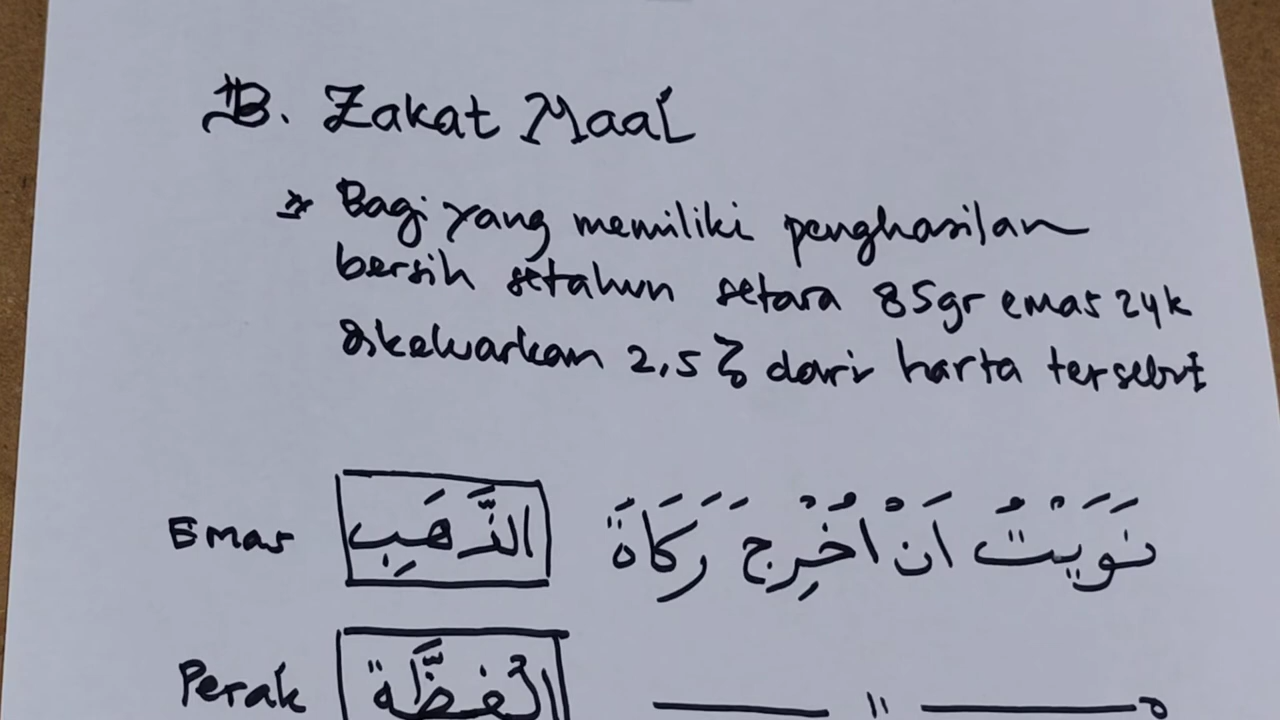 B. Zakat Maal
* Bagi yang memiliki penghasilan
bersih setahun setara 85gr emas 24k
dikeluarkan 2,5% dari harta tersebut
Emas الذَّهَبِ نَوَيْتُ اَنْ اُخْرِجَ زَكَاةَ
Perak الفضَّة ———〃 ———